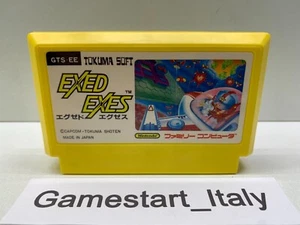 GTS-EE TOKUMA SOFT
EXED
EXES™
エグゼド エグゼス
©CAPCOM・TOKUMA SHOTEN
MADE IN JAPAN
Nintendo
ファミリー コンピュータ
Gamestart_Italy